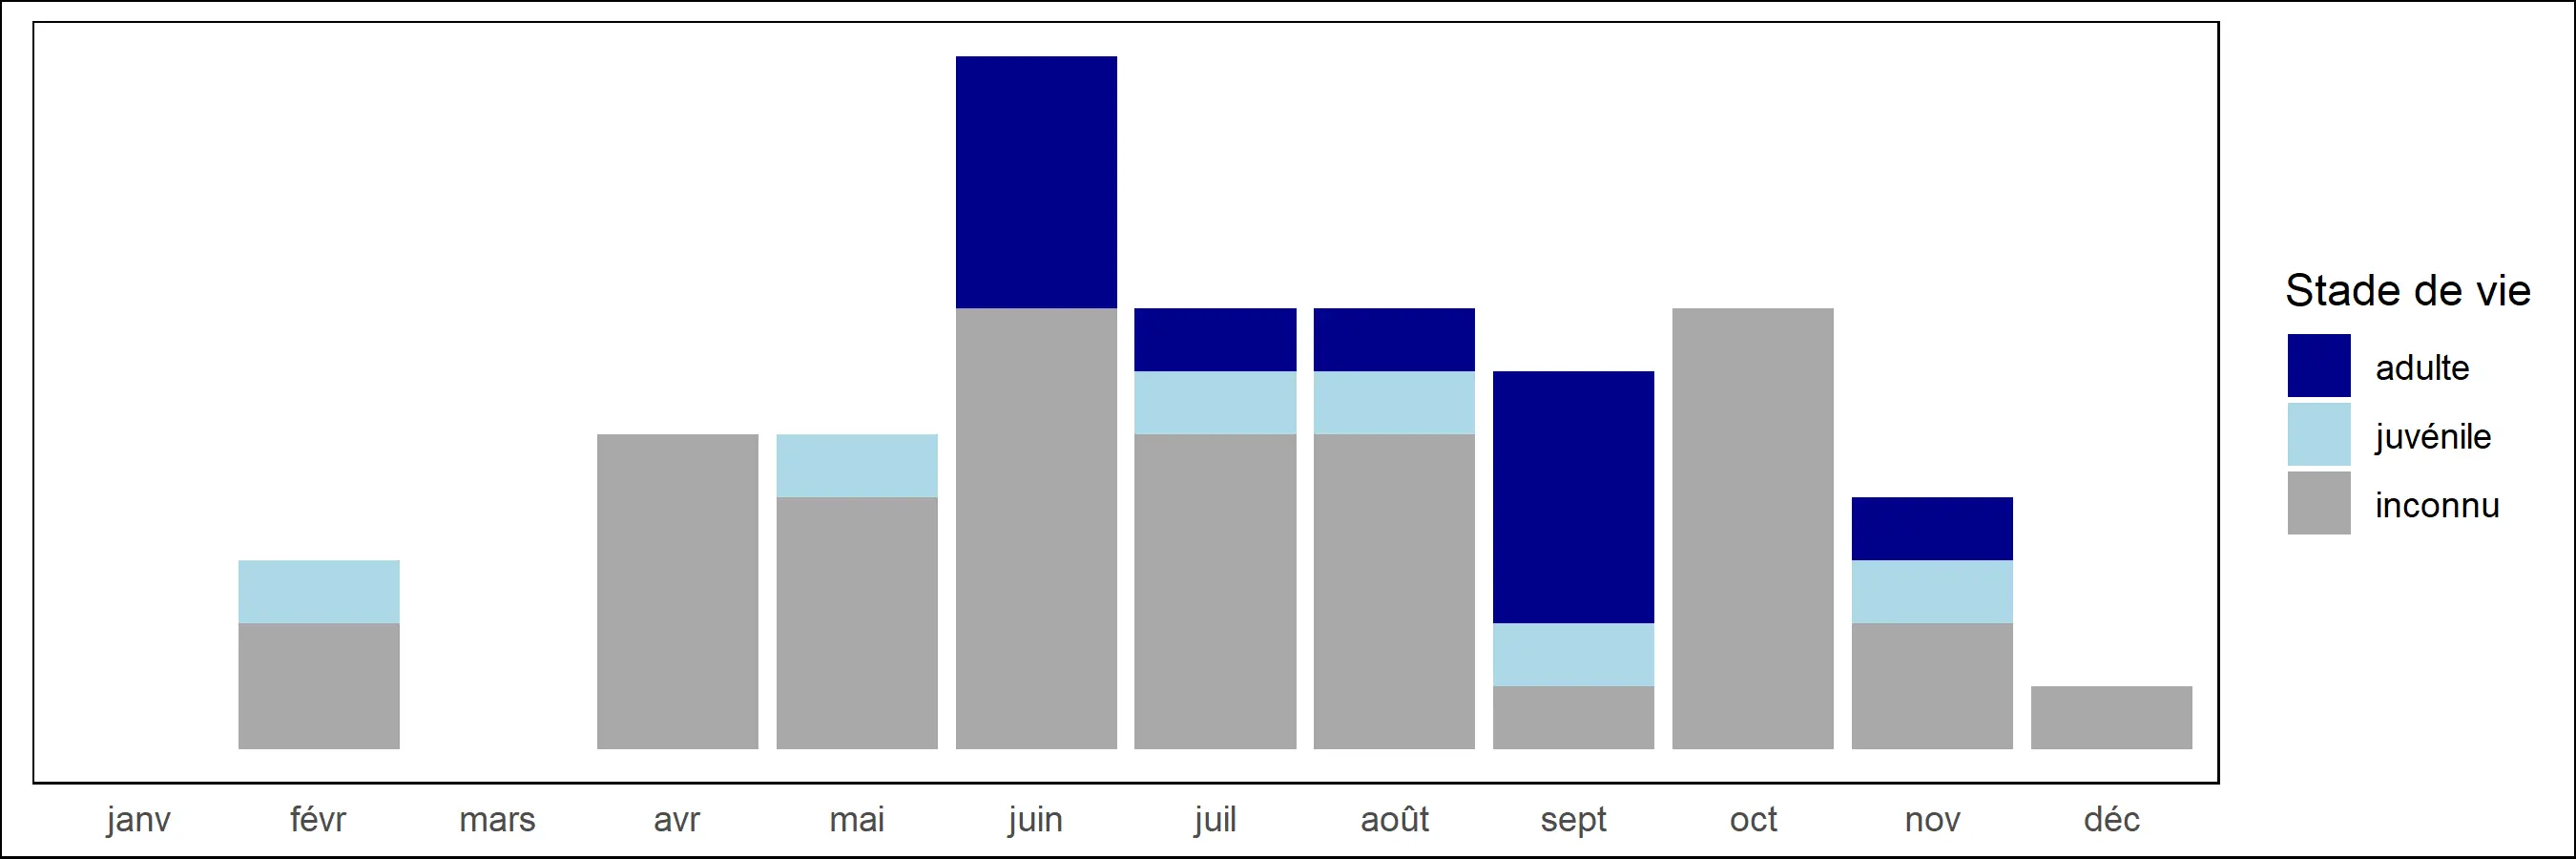 Stade de vie
adulte
juvénile
inconnu
janv févr mars avr mai juin juil août sept oct nov déc